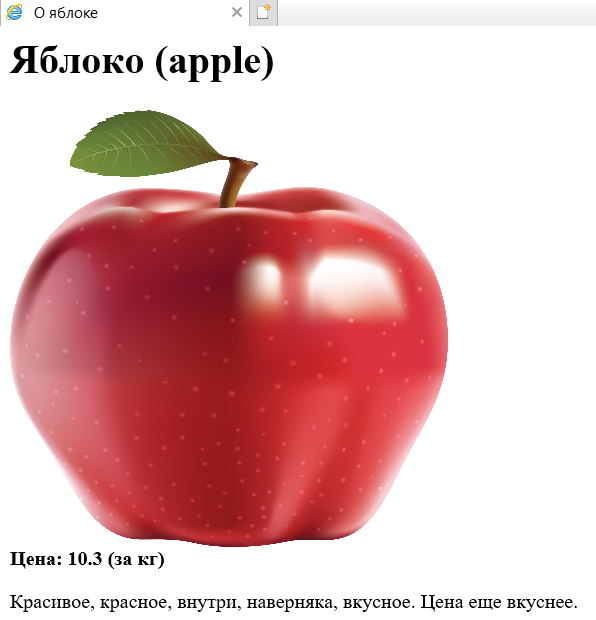 О яблоке
Яблоко (apple)
Цена: 10.3 (за кг)
Красивое, красное, внутри, наверняка, вкусное. Цена еще вкуснее.